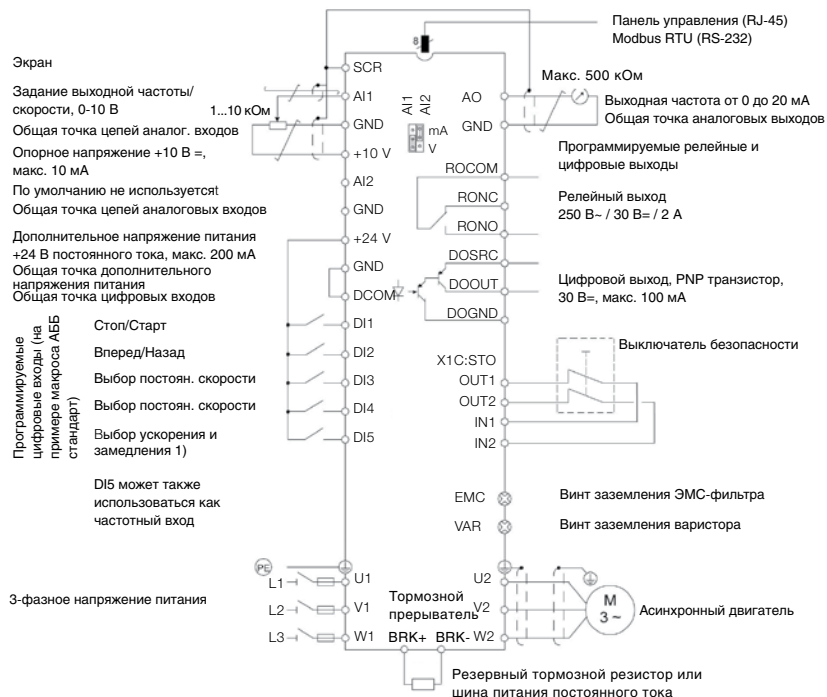 Панель управления (RJ-45)
Modbus RTU (RS-232)
8
Экран
SCR
Задание выходной частоты/
скорости, 0-10 В
1...10 кОм
AI1
Общая точка цепей аналог. входов
GND
Опорное напряжение +10 В =,
макс. 10 мА
+10 V
По умолчанию не используетсяt
AI2
Общая точка цепей аналоговых входов
GND
Дополнительное напряжение питания
+24 В постоянного тока, макс. 200 мА
+24 V
Общая точка дополнительного
напряжения питания
GND
Общая точка цифровых входов
DCOM
Программируемые
цифровые входы (на
примере макроса АББ
стандарт)
Стоп/Старт
DI1
Вперед/Назад
DI2
Выбор постоян. скорости
DI3
Выбор постоян. скорости
DI4
Выбор ускорения и
замедления 1)
DI5
DI5 может также
использоваться как
частотный вход
AI1
AI2
mA
V
Макс. 500 кОм
AO
Выходная частота от 0 до 20 мА
GND
Общая точка аналоговых выходов
Программируемые релейные и
цифровые выходы
ROCOM
RONC
RONO
Релейный выход
250 В~ / 30 В= / 2 А
DOSRC
DOOUT
DOGND
Цифровой выход, PNP транзистор,
30 В=, макс. 100 мА
Выключатель безопасности
X1C:STO
OUT1
OUT2
IN1
IN2
EMC
Винт заземления ЭМС-фильтра
VAR
Винт заземления варистора
PE
3-фазное напряжение питания
L1
U1
L2
V1
L3
W1
Тормозной
прерыватель
BRK+
BRK-
U2
V2
W2
M
3 ~
Асинхронный двигатель
Резервный тормозной резистор или
шина питания постоянного тока